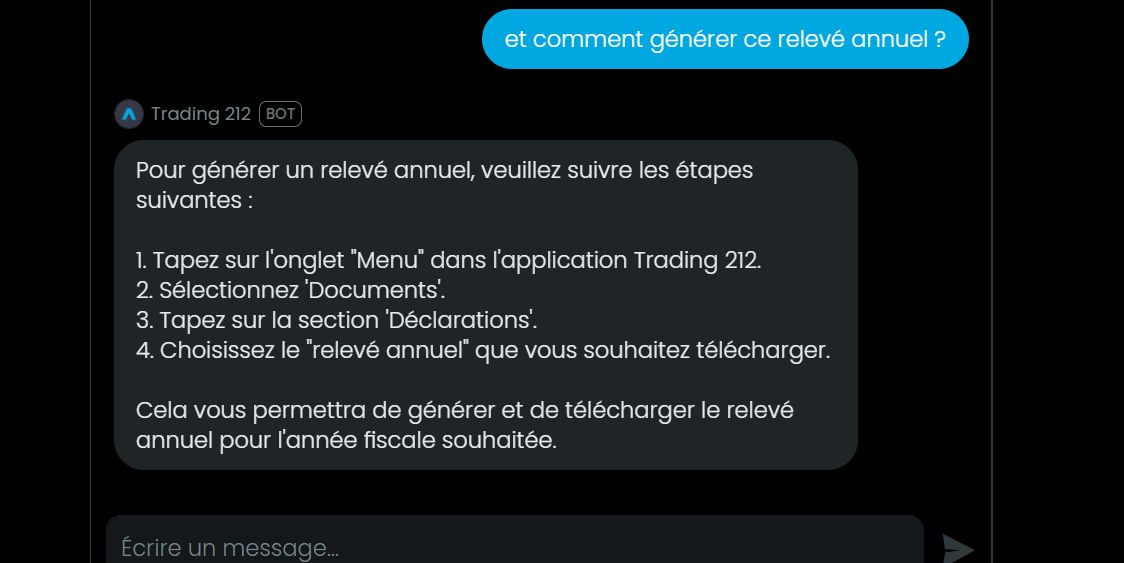 et comment générer ce relevé annuel ?
Trading 212 BOT
Pour générer un relevé annuel, veuillez suivre les étapes
suivantes :
1. Tapez sur l'onglet "Menu" dans l'application Trading 212.
2. Sélectionnez 'Documents'.
3. Tapez sur la section 'Déclarations'.
4. Choisissez le "relevé annuel" que vous souhaitez télécharger.
Cela vous permettra de générer et de télécharger le relevé
annuel pour l'année fiscale souhaitée.
Écrire un message...